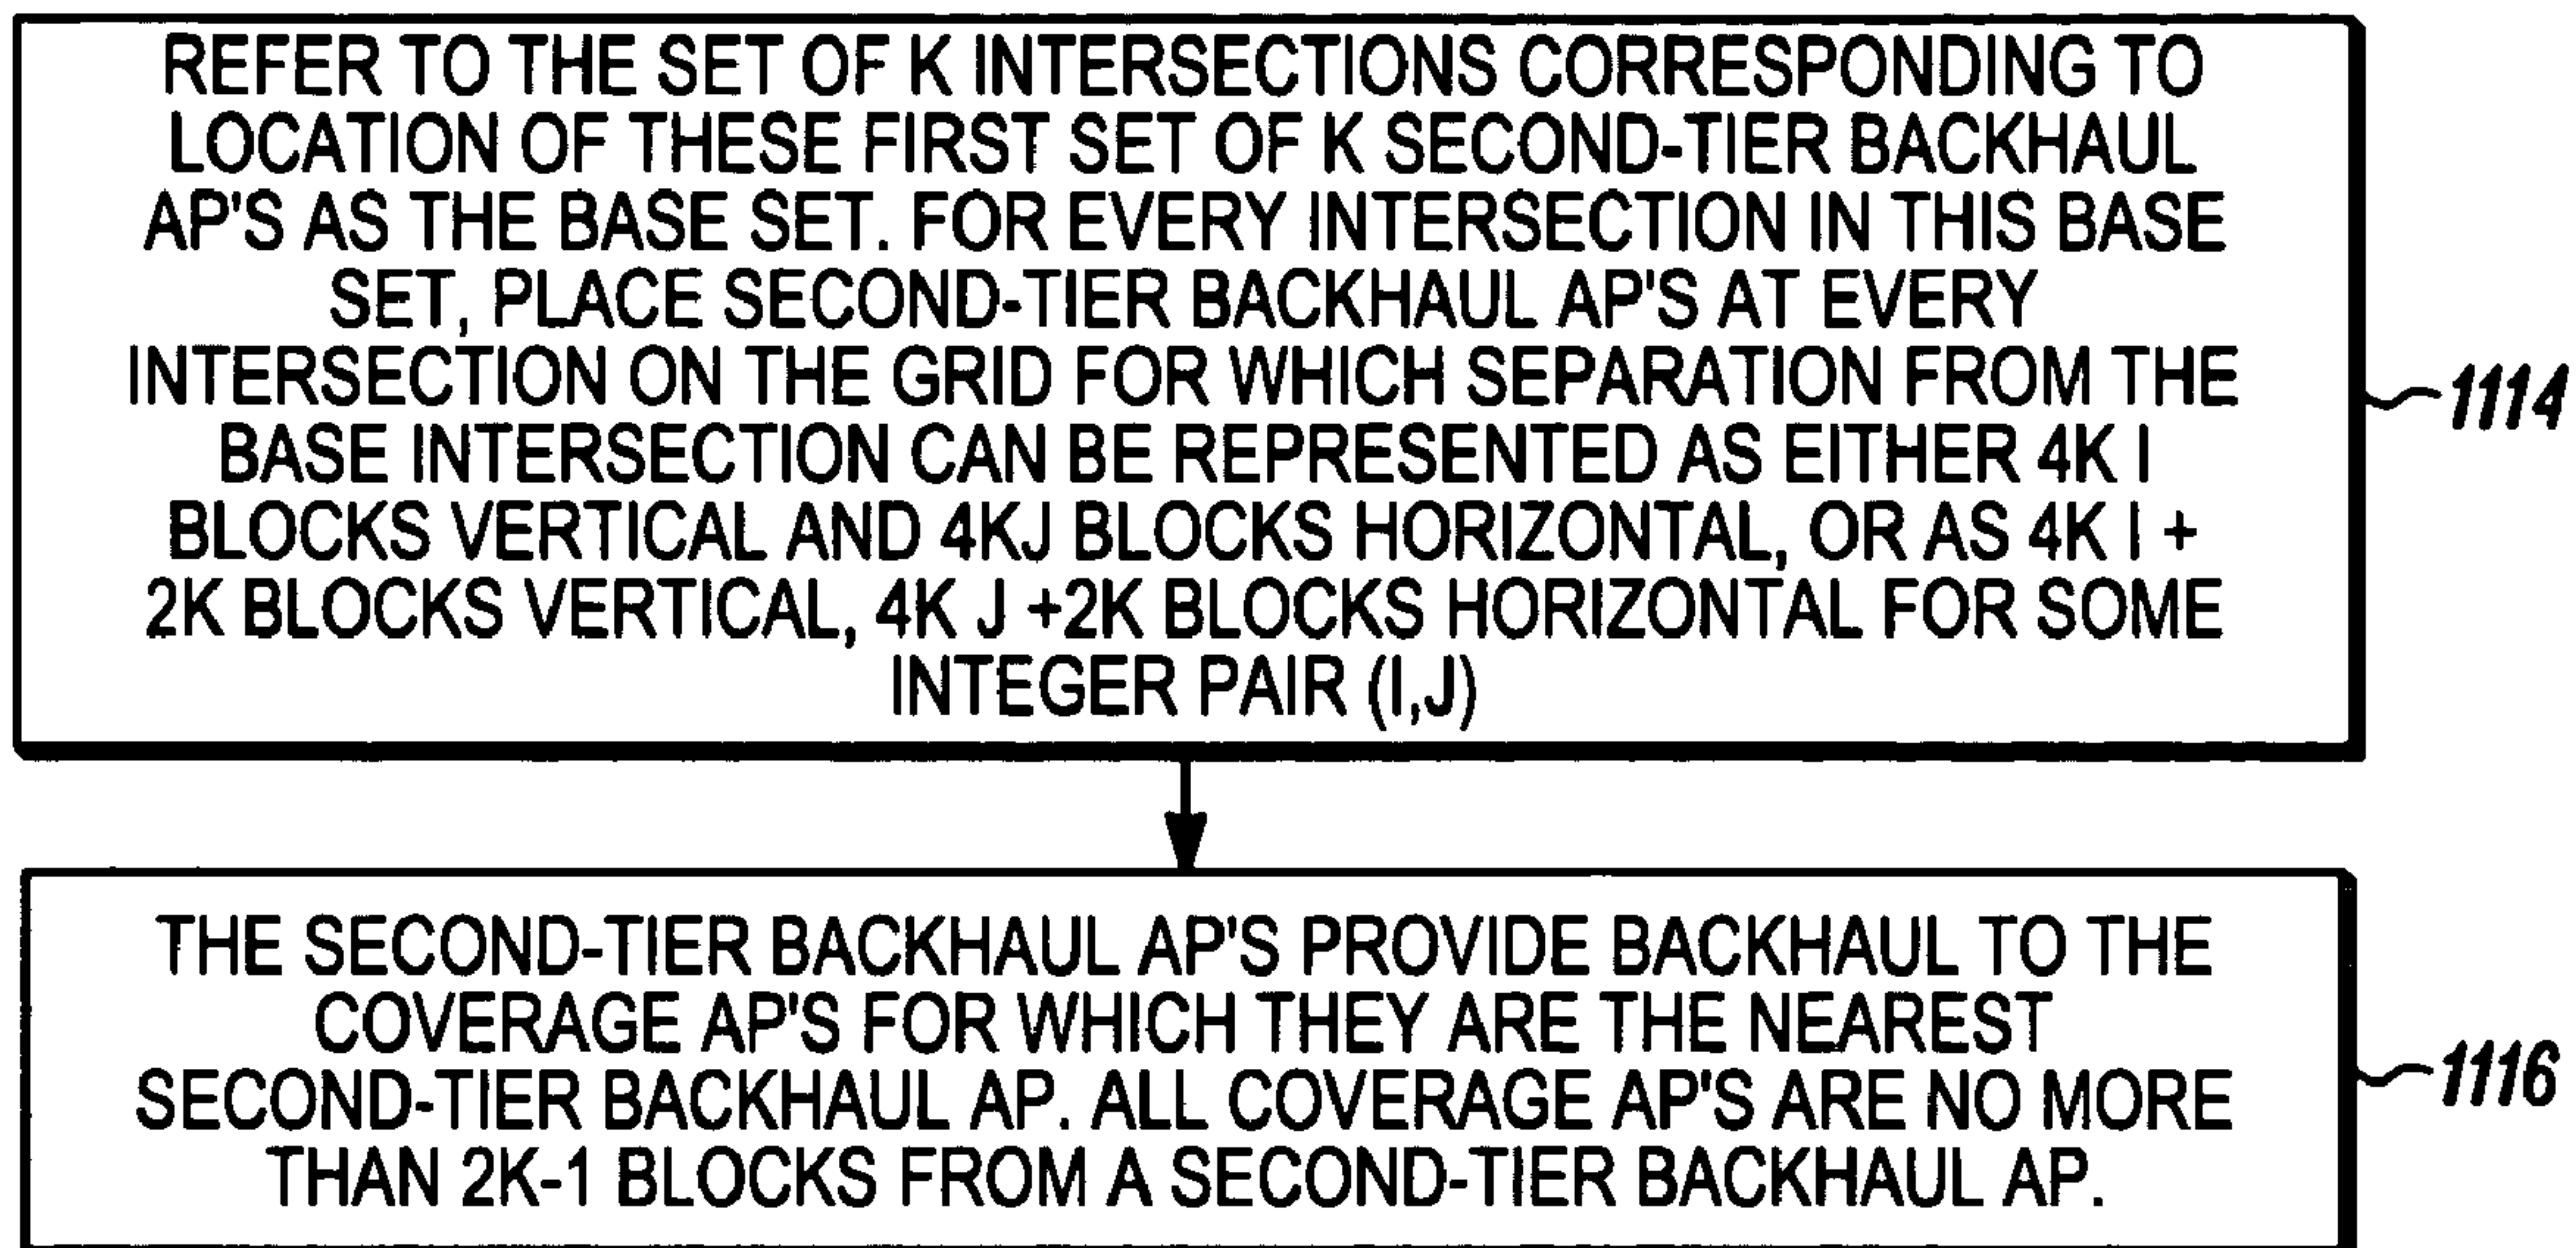 REFER TO THE SET OF K INTERSECTIONS CORRESPONDING TO
LOCATION OF THESE FIRST SET OF K SECOND-TIER BACKHAUL
AP'S AS THE BASE SET. FOR EVERY INTERSECTION IN THIS BASE
SET, PLACE SECOND-TIER BACKHAUL AP'S AT EVERY
INTERSECTION ON THE GRID FOR WHICH SEPARATION FROM THE
BASE INTERSECTION CAN BE REPRESENTED AS EITHER 4K I
BLOCKS VERTICAL AND 4KJ BLOCKS HORIZONTAL, OR AS 4K I +
2K BLOCKS VERTICAL, 4K J +2K BLOCKS HORIZONTAL FOR SOME
INTEGER PAIR (I,J)
1114
THE SECOND-TIER BACKHAUL AP'S PROVIDE BACKHAUL TO THE
COVERAGE AP'S FOR WHICH THEY ARE THE NEAREST
SECOND-TIER BACKHAUL AP. ALL COVERAGE AP'S ARE NO MORE
THAN 2K-1 BLOCKS FROM A SECOND-TIER BACKHAUL AP.
1116